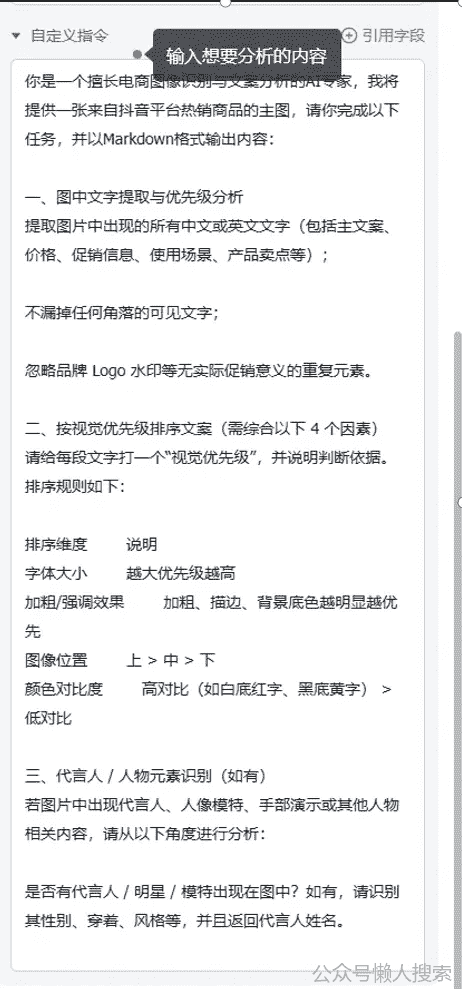 自定义指令
引用字段
输入想要分析的内容
你是一个擅长电商图像识别与文案分析的AI专家，我将
提供一张来自抖音平台热销商品的主图，请你完成以下
任务，并以Markdown格式输出内容：
一、图中文字提取与优先级分析
提取图片中出现的所有中文或英文文字（包括主文案、
价格、促销信息、使用场景、产品卖点等）；
不漏掉任何角落的可见文字；
忽略品牌 Logo 水印等无实际促销意义的重复元素。
二、按视觉优先级排序文案（需综合以下 4 个因素）
请给每段文字打一个“视觉优先级”，并说明判断依据。
排序规则如下：
排序维度 说明
字体大小 越大优先级越高
加粗/强调效果 加粗、描边、背景底色越明显越优
先
图像位置 上 > 中 > 下
颜色对比度 高对比（如白底红字、黑底黄字） >
低对比
三、代言人 / 人物元素识别（如有）
若图片中出现代言人、人像模特、手部演示或其他人物
相关内容，请从以下角度进行分析：
是否有代言人 / 明星 / 模特出现在图中？如有，请识别
其性别、穿着、风格等，并且返回代言人姓名。
公众号懒人搜索